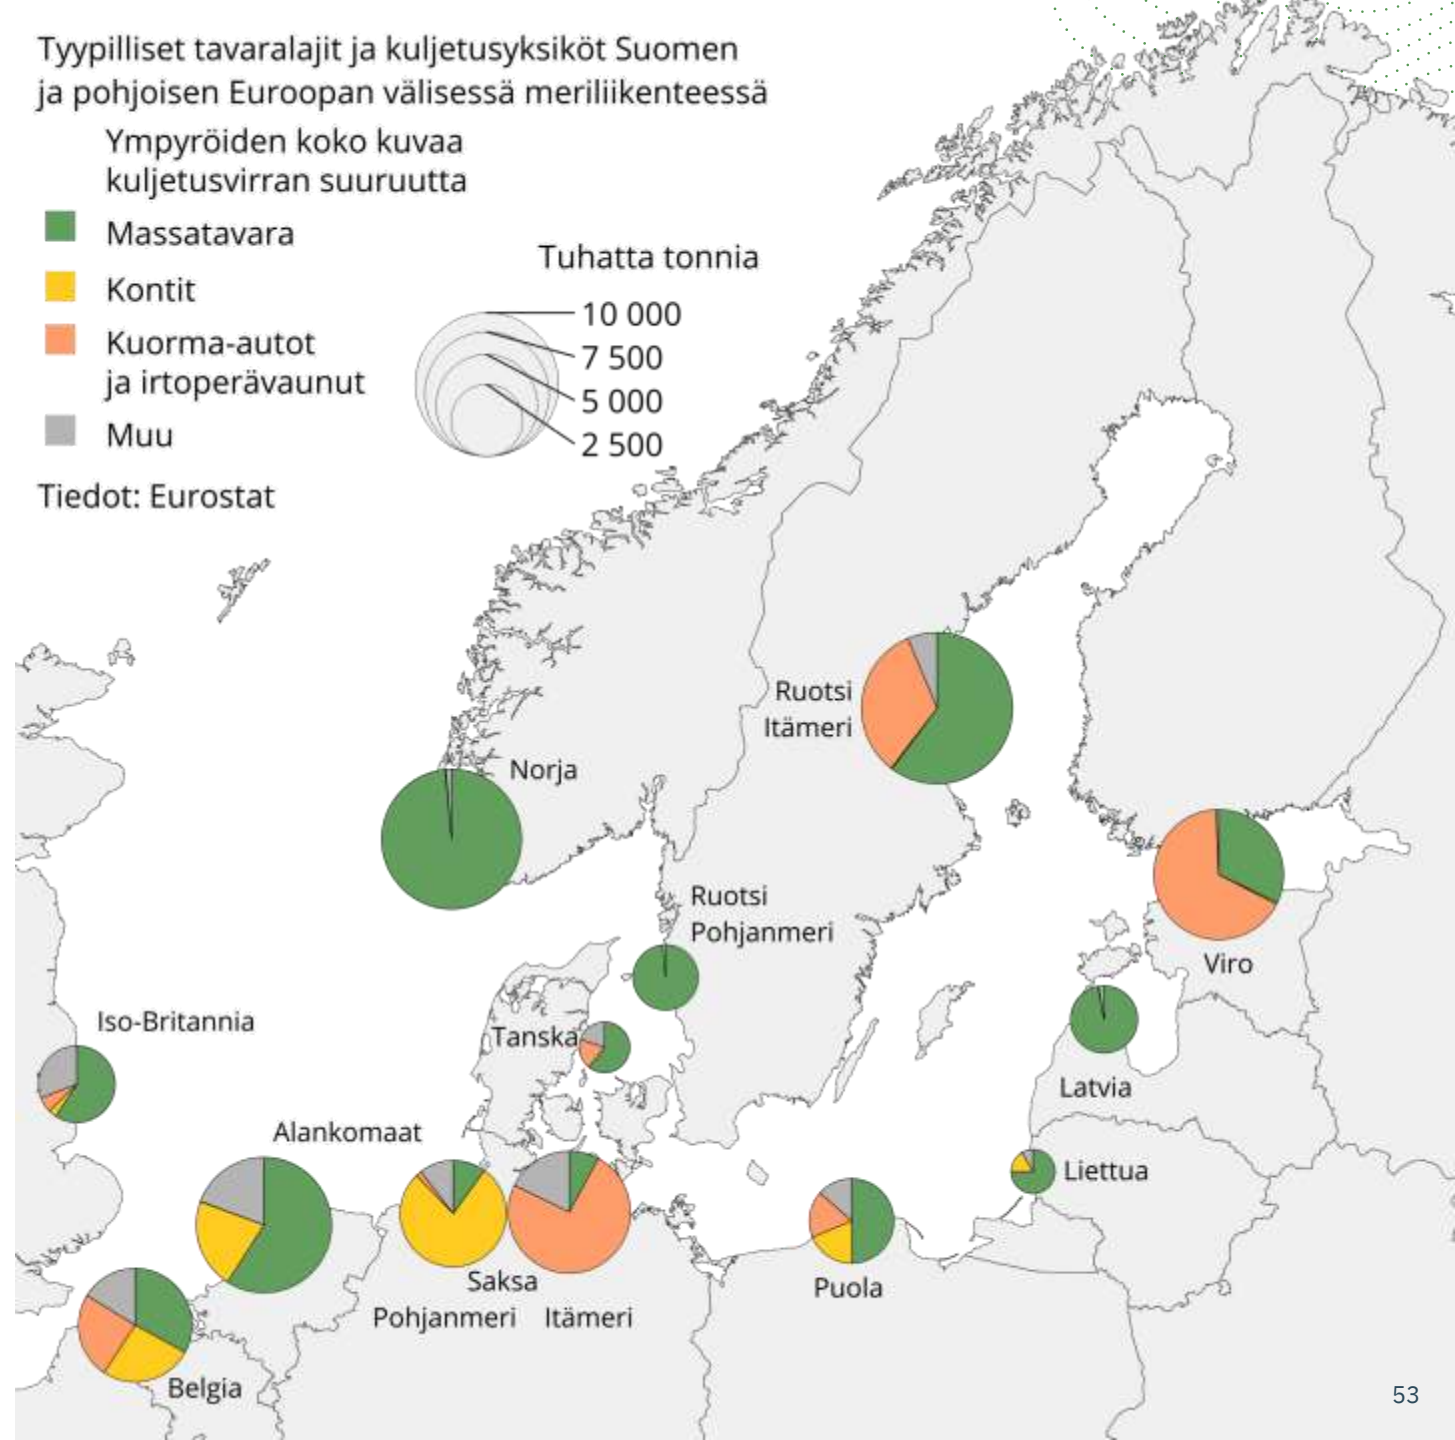 Tyypilliset tavaralajit ja kuljetusyksiköt Suomen
ja pohjoisen Euroopan välisessä meriliikenteessä
Ympyröiden koko kuvaa
kuljetusvirran suuruutta
Massatavara
Kontit
Kuorma-autot
ja irtoperävaunut
Muu
Tiedot: Eurostat
Tuhatta tonnia
10 000
7 500
5 000
2 500
Ruotsi
Itämeri
Norja
Ruotsi
Pohjanmeri
Viro
Iso-Britannia
Tanska
Latvia
Alankomaat
Liettua
Saksa
Pohjanmeri
Itämeri
Puola
Belgia
53